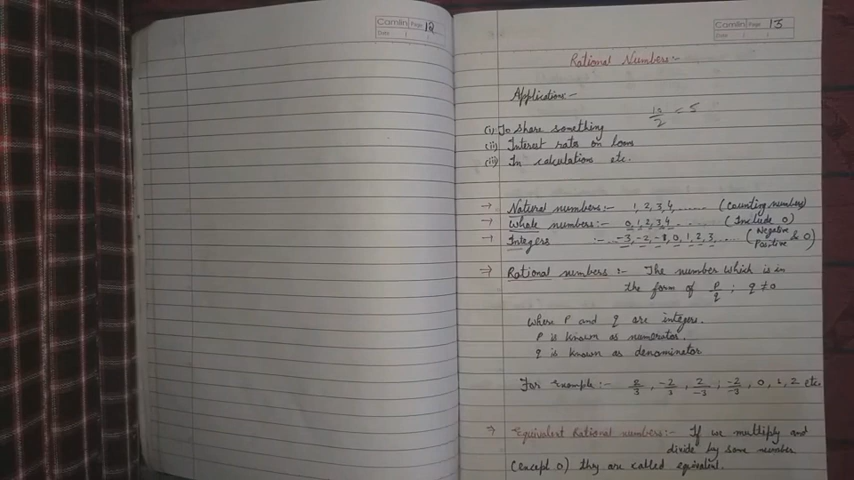 Camlin Page 12
Date / /
Camlin Page 13
Date / /
Rational Numbers:-
Application:-
10/2 = 5
(i) To share something
(ii) Interest rates on loans
(iii) In calculations etc.
→ Natural numbers:- 1, 2, 3, 4, ....... (Counting numbers)
→ Whole numbers:- 0, 1, 2, 3, 4 ....... (Include 0)
→ Integers :- .. -3, -2, -1, 0, 1, 2, 3, .... (Negative Positive & 0)
⇒ Rational numbers :- The number which is in
the form of P/q ; q ≠ 0
where P and q are integers.
P is known as numerator.
q is known as denominator
For Example:- 2/3, -2/3, 2/-3, -2/-3, 0, 1, 2 etc.
⇒ Equivalent Rational numbers:- If we multiply and
divide by same number
(except 0) they are called equivalent.